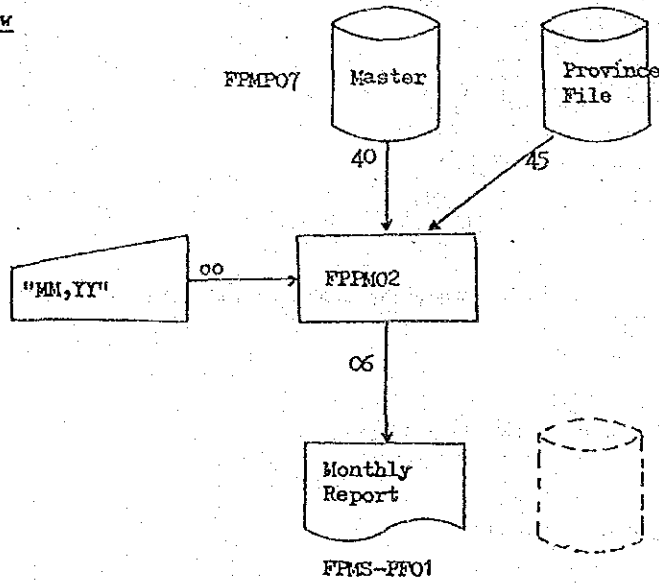 w
FPMP07
Master
Province
File
40
45
"MM,YY"
00
FPPM02
06
Monthly
Report
FPMS-PF01